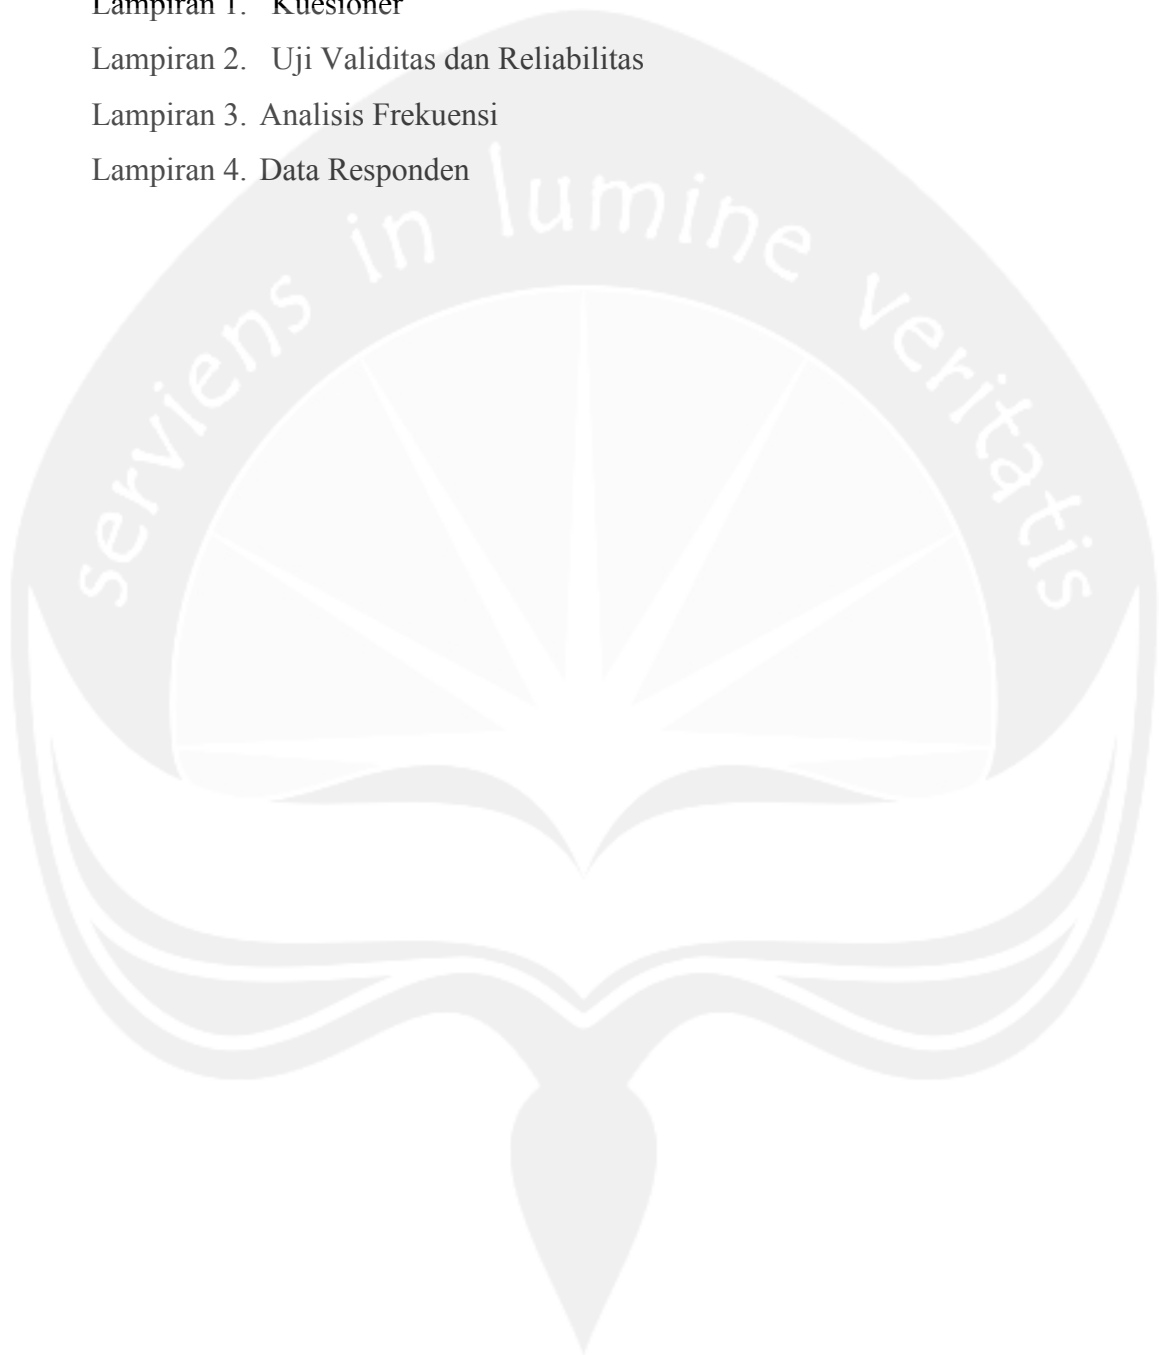 Lampiran 1. Kuesioner
Lampiran 2. Uji Validitas dan Reliabilitas
Lampiran 3. Analisis Frekuensi
Lampiran 4. Data Responden
serviens in lumine veritatis